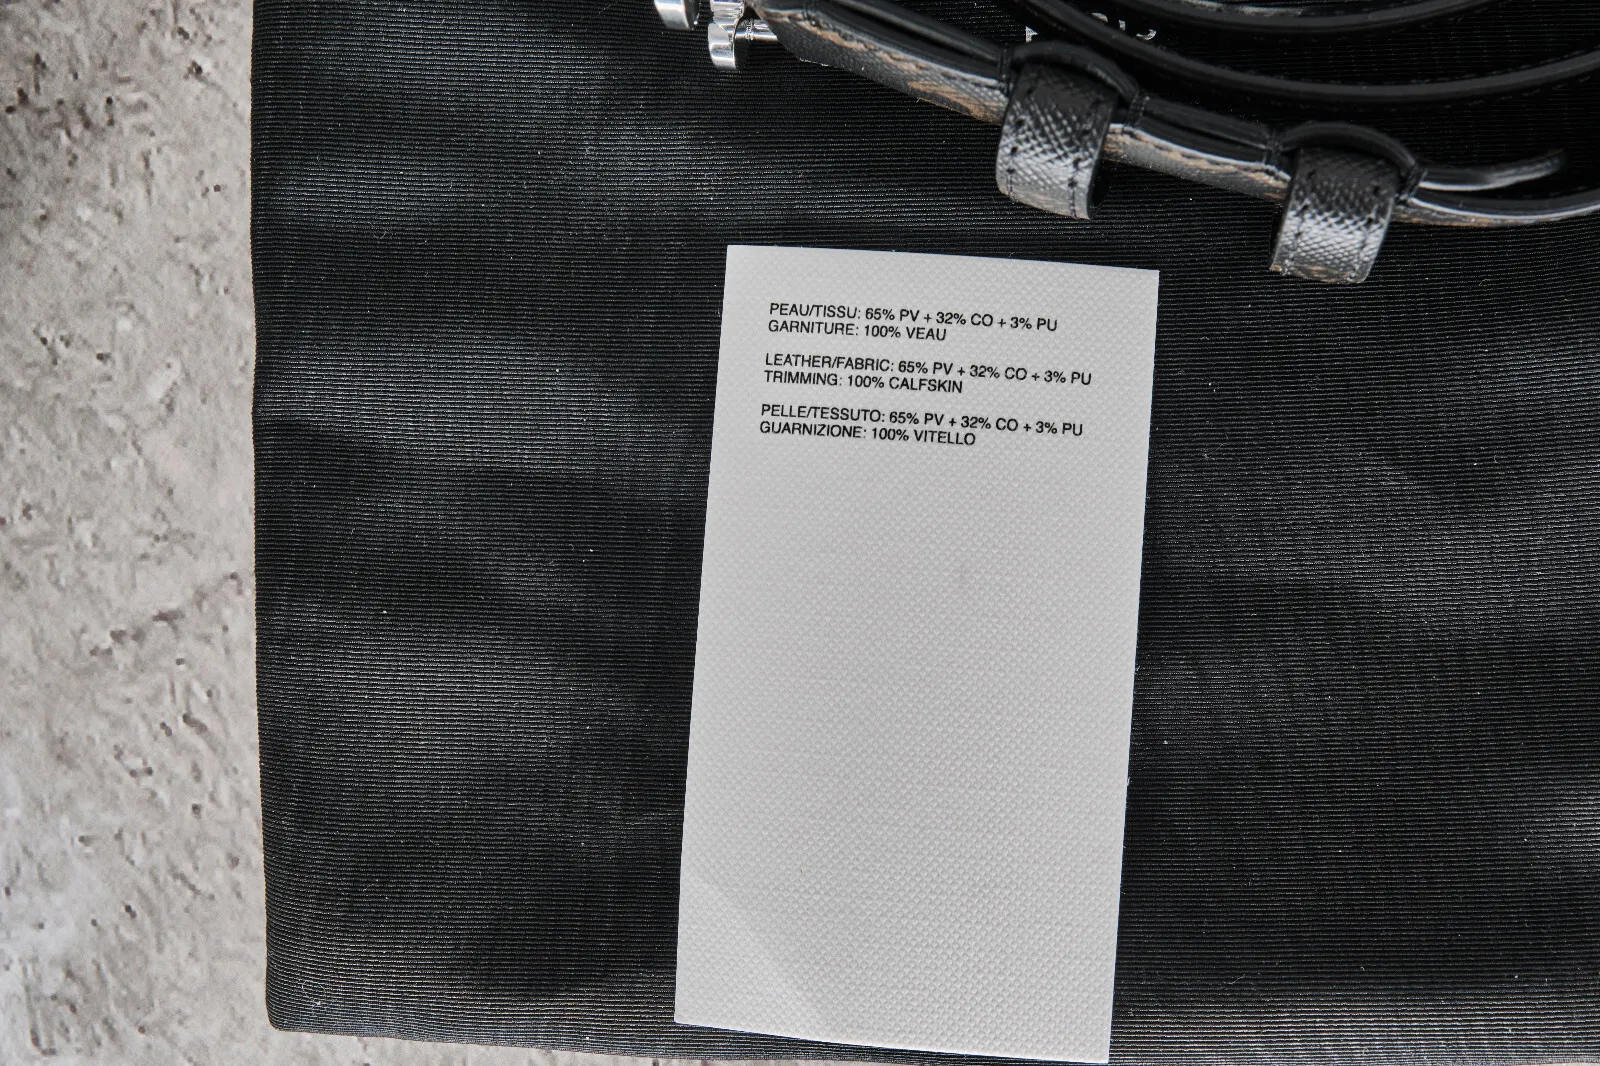 PEAU/TISSU: 65% PV + 32% CO + 3% PU
GARNITURE: 100% VEAU
LEATHER/FABRIC: 65% PV + 32% CO + 3% PU
TRIMMING: 100% CALFSKIN
PELLE/TESSUTO: 65% PV + 32% CO + 3% PU
GUARNIZIONE: 100% VITELLO